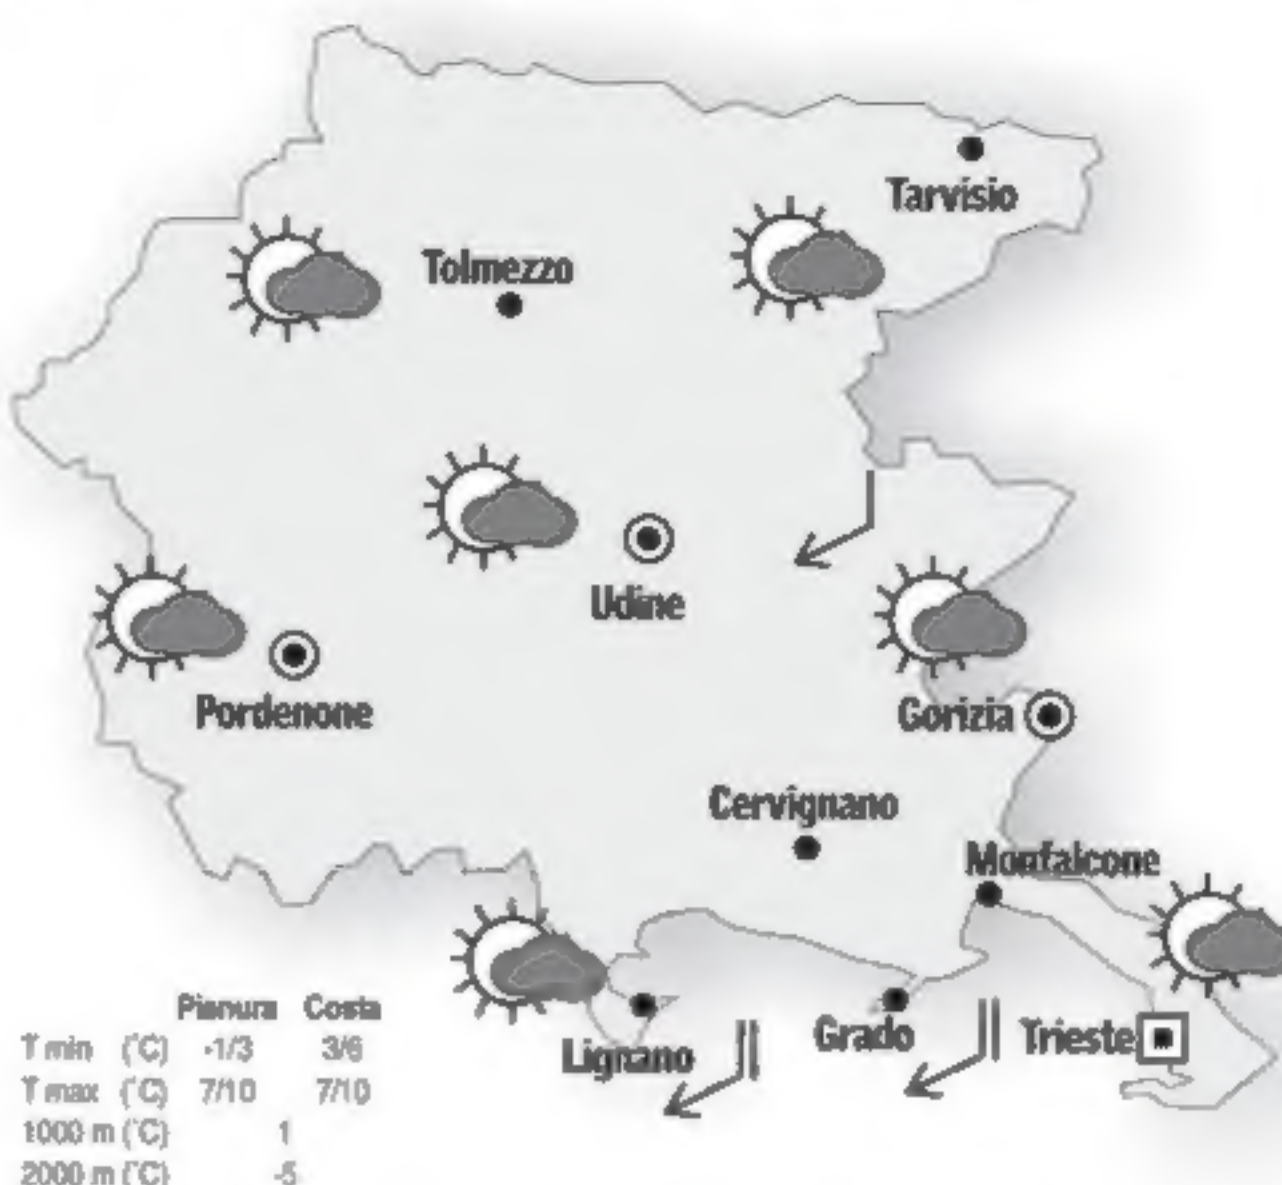 Tarvisio
Tolmezzo
Udine
Pordenone
Gorizia
Cervignano
Monfalcone
Lignano
Grado
Trieste
Pianura Costa
T min (°C) -1/3 3/6
T max (°C) 7/10 7/10
1000 m (°C) 1
2000 m (°C) -5